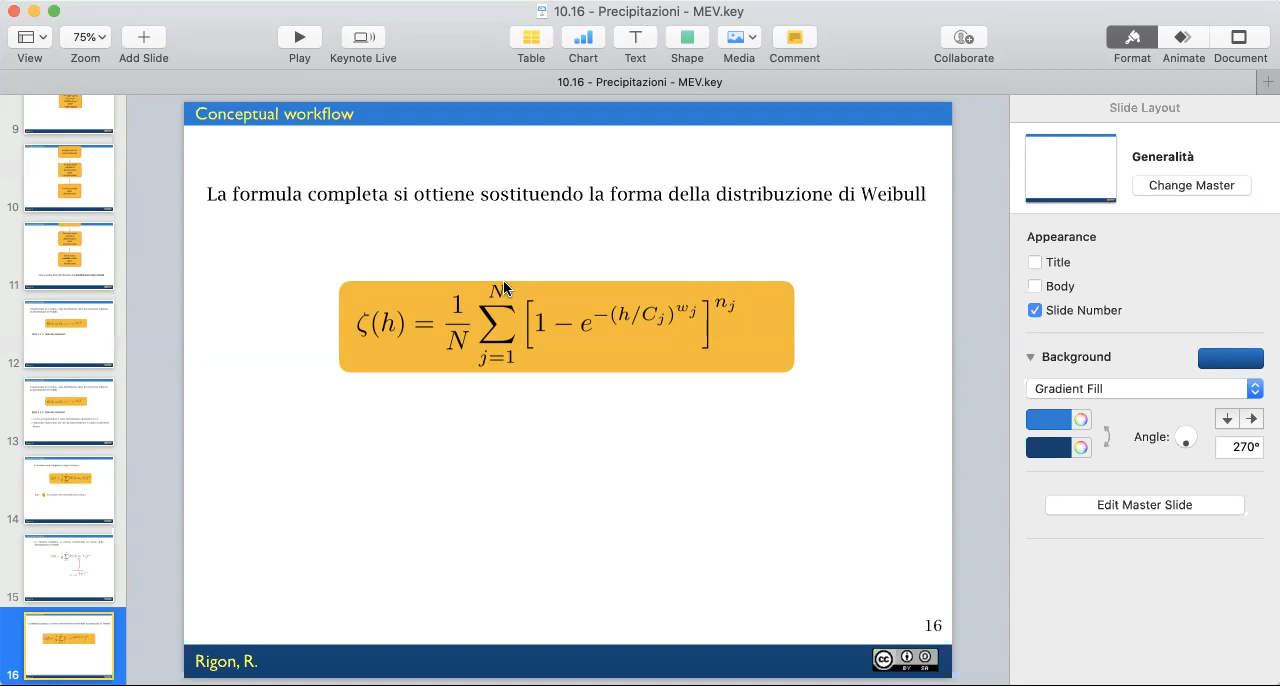 10.16 - Precipitazioni - MEV.key
75%
View Zoom Add Slide Play Keynote Live Table Chart Text Shape Media Comment Collaborate Format Animate Document
10.16 - Precipitazioni - MEV.key
9
10
11
12
13
14
15
16
Conceptual workflow
La formula completa si ottiene sostituendo la forma della distribuzione di Weibull
ζ(h) = 1/N ∑_{j=1}^{N} [1 − e^{−(h/C_j)^{w_j}}]^{n_j}
16
Rigon, R.
cc BY SA
Slide Layout
Generalità
Change Master
Appearance
Title
Body
Slide Number
Background
Gradient Fill
Angle:
270°
Edit Master Slide